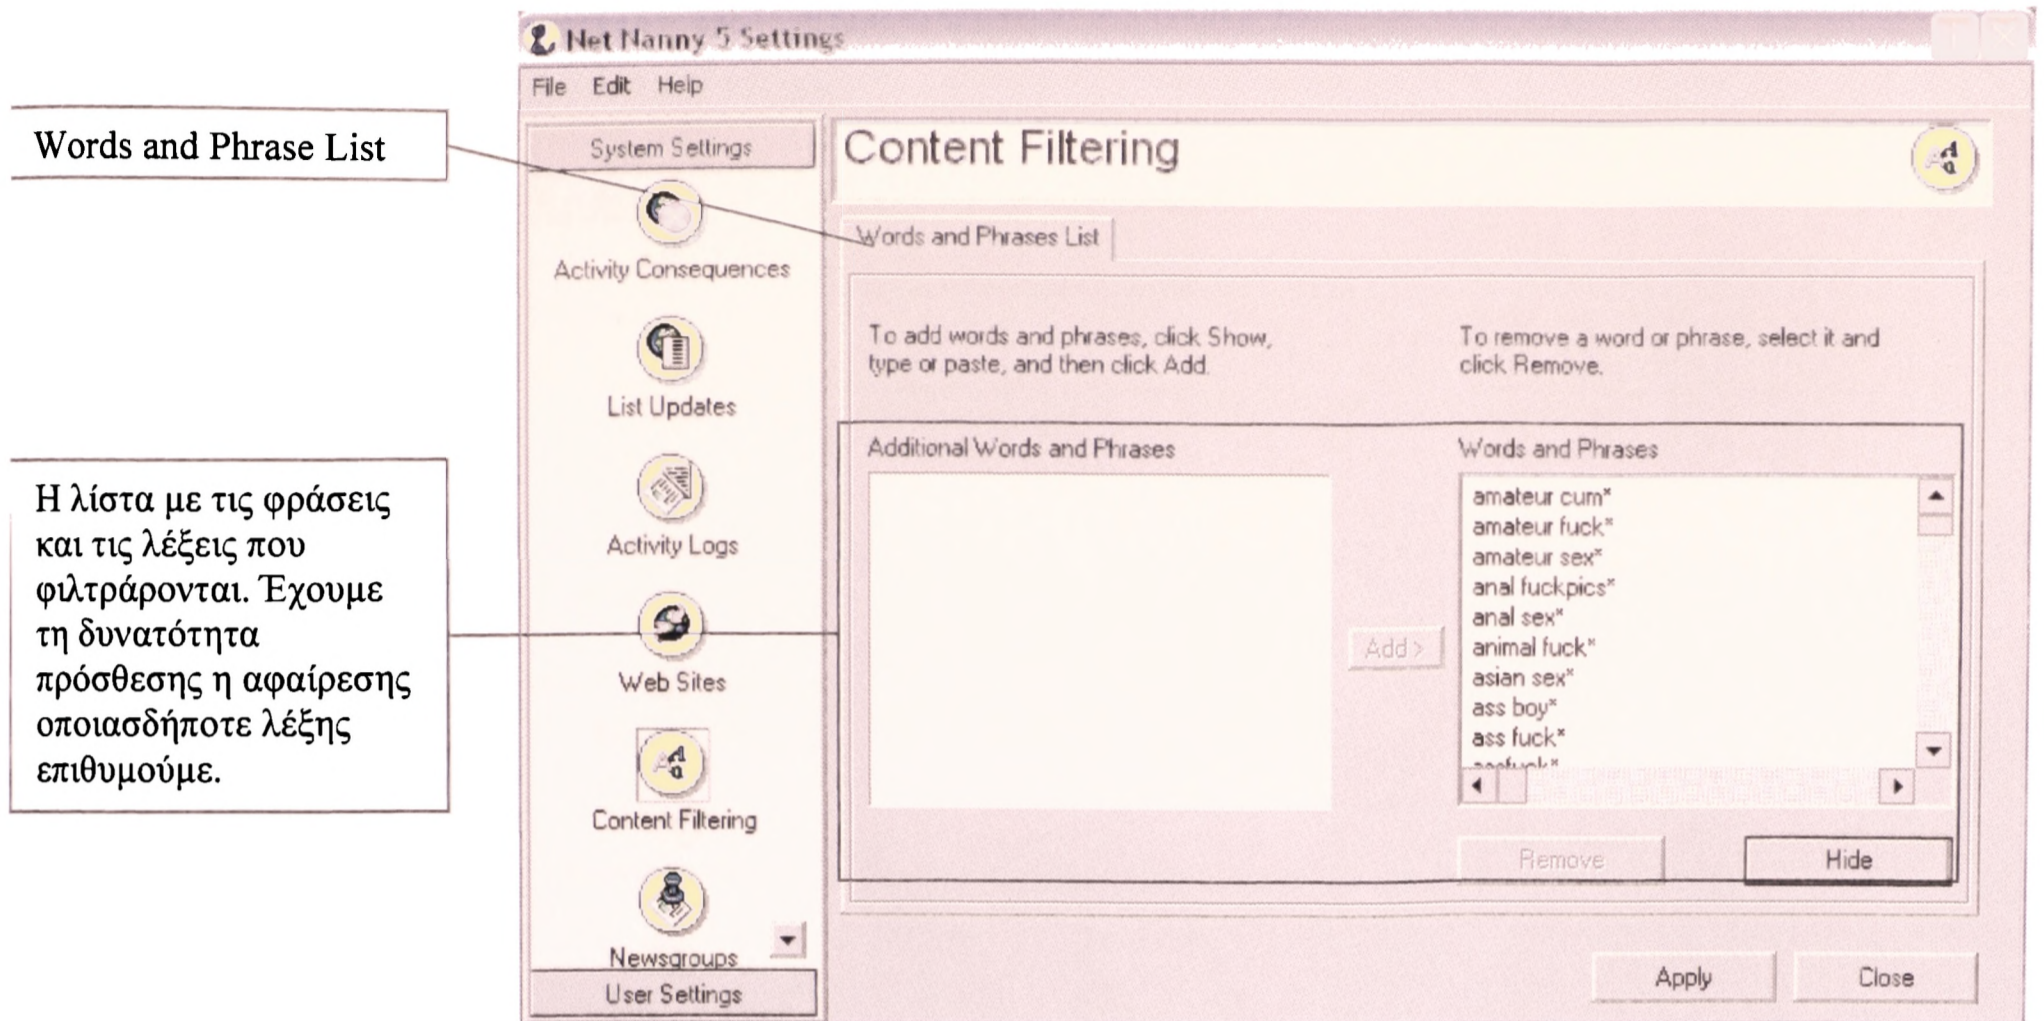 Net Nanny 5 Settings
File Edit Help
Words and Phrase List
System Settings
Content Filtering
Activity Consequences
Words and Phrases List
To add words and phrases, click Show,
type or paste, and then click Add.
To remove a word or phrase, select it and
click Remove.
List Updates
Η λίστα με τις φράσεις
και τις λέξεις που
φιλτράρονται. Έχουμε
τη δυνατότητα
πρόσθεσης η αφαίρεσης
οποιασδήποτε λέξης
επιθυμούμε.
Additional Words and Phrases
Words and Phrases
amateur cum*
amateur fuck*
amateur sex*
anal fuckpics*
anal sex*
animal fuck*
asian sex*
ass boy*
ass fuck*
Add >
Activity Logs
Web Sites
Content Filtering
Newsgroups
User Settings
Remove
Hide
Apply
Close